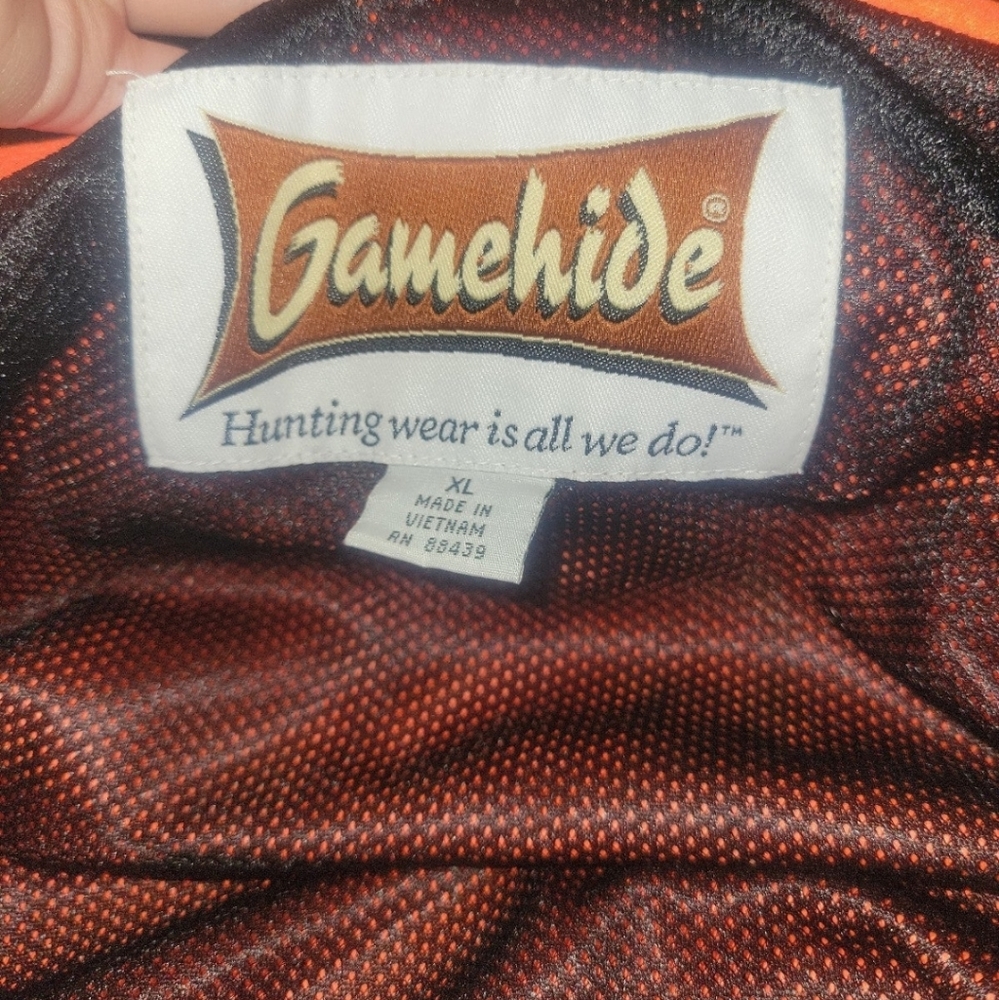 Gamehide®
Hunting wear is all we do!™
XL
MADE IN
VIETNAM
RN 88439